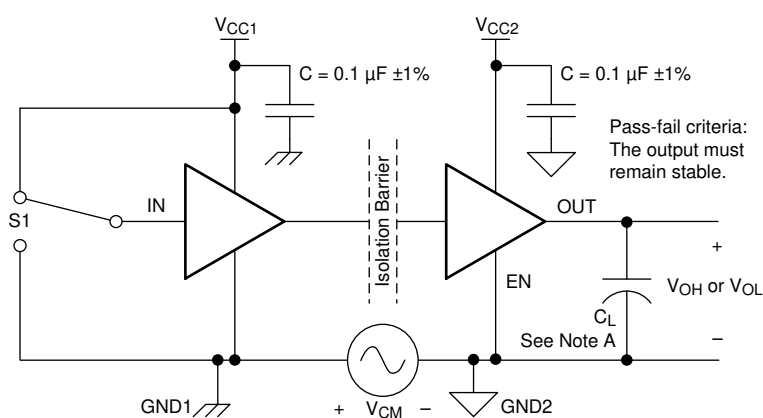 VCC1
VCC2
C = 0.1 µF ±1%
C = 0.1 µF ±1%
Pass-fail criteria:
The output must
remain stable.
Isolation Barrier
IN
OUT
S1
EN
+
VOH or VOL
CL
See Note A
–
GND1
+ VCM –
GND2